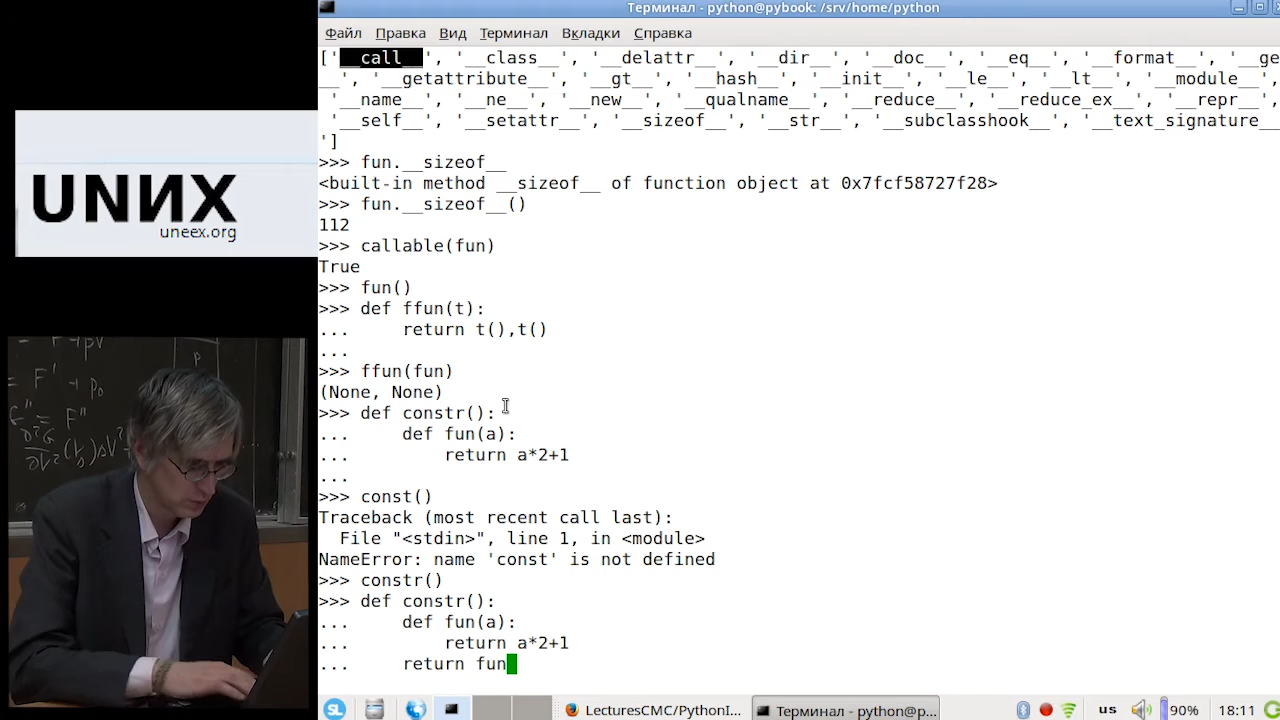 Терминал - python@pybook: /srv/home/python
Файл Правка Вид Терминал Вкладки Справка
['__call__', '__class__', '__delattr__', '__dir__', '__doc__', '__eq__', '__format__', '__ge
__', '__getattribute__', '__gt__', '__hash__', '__init__', '__le__', '__lt__', '__module__',
'__name__', '__ne__', '__new__', '__qualname__', '__reduce__', '__reduce_ex__', '__repr__',
'__self__', '__setattr__', '__sizeof__', '__str__', '__subclasshook__', '__text_signature__
']
>>> fun.__sizeof__
<built-in method __sizeof__ of function object at 0x7fcf58727f28>
>>> fun.__sizeof__()
112
>>> callable(fun)
True
>>> fun()
>>> def ffun(t):
...     return t(),t()
...
>>> ffun(fun)
(None, None)
>>> def constr():
...     def fun(a):
...         return a*2+1
...
>>> const()
Traceback (most recent call last):
  File "<stdin>", line 1, in <module>
NameError: name 'const' is not defined
>>> constr()
>>> def constr():
...     def fun(a):
...         return a*2+1
...     return fun
UNИX
uneex.org
LecturesCMC/PythonI... Терминал - python@p... us 90% 18:11